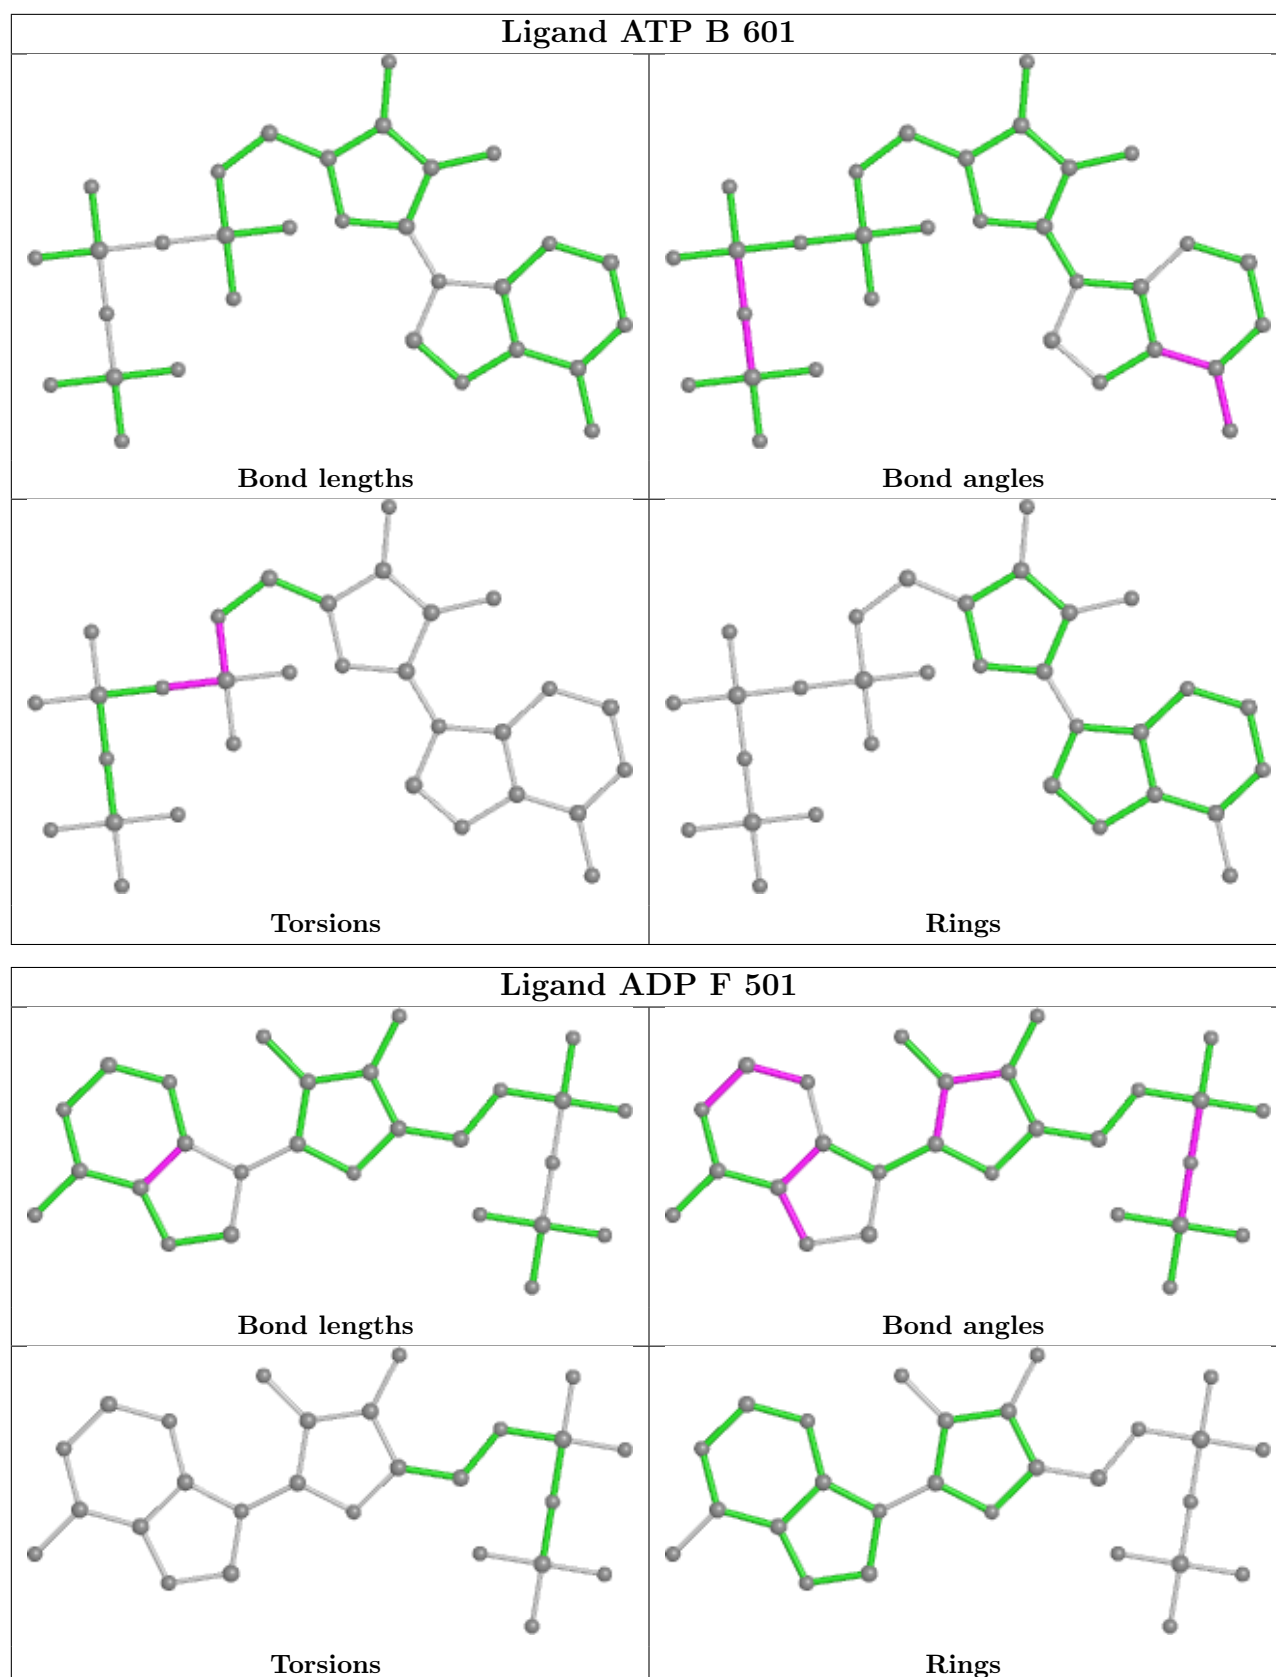 Ligand ATP B 601
Bond lengths
Bond angles
Torsions
Rings
Ligand ADP F 501
Bond lengths
Bond angles
Torsions
Rings